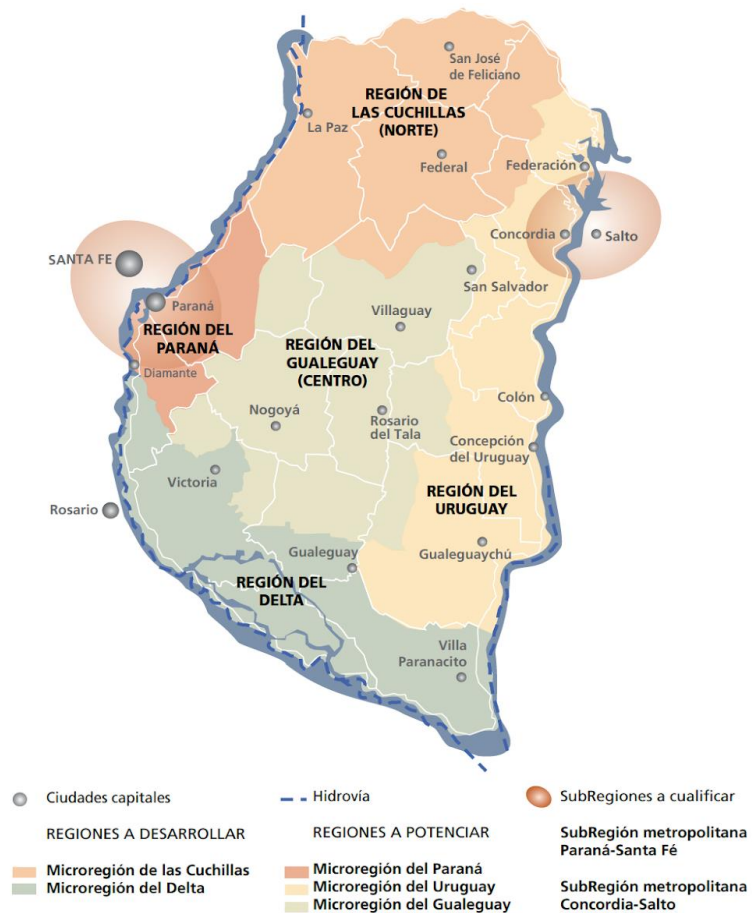 San José
de Feliciano
REGIÓN DE
LAS CUCHILLAS
(NORTE)
La Paz
Federal
Federación
SANTA FE
Concordia
Salto
San Salvador
Paraná
REGIÓN DEL
PARANÁ
Villaguay
REGIÓN DEL
GUALEGUAY
(CENTRO)
Diamante
Colón
Nogoyá
Rosario
del Tala
Concepción
del Uruguay
Victoria
REGIÓN DEL
URUGUAY
Rosario
Gualeguay
Gualeguaychú
REGIÓN DEL
DELTA
Villa
Paranacito
Ciudades capitales
Hidrovía
SubRegiones a cualificar
REGIONES A DESARROLLAR
REGIONES A POTENCIAR
SubRegión metropolitana
Paraná-Santa Fé
Microregión de las Cuchillas
Microregión del Delta
Microregión del Paraná
Microregión del Uruguay
Microregión del Gualeguay
SubRegión metropolitana
Concordia-Salto